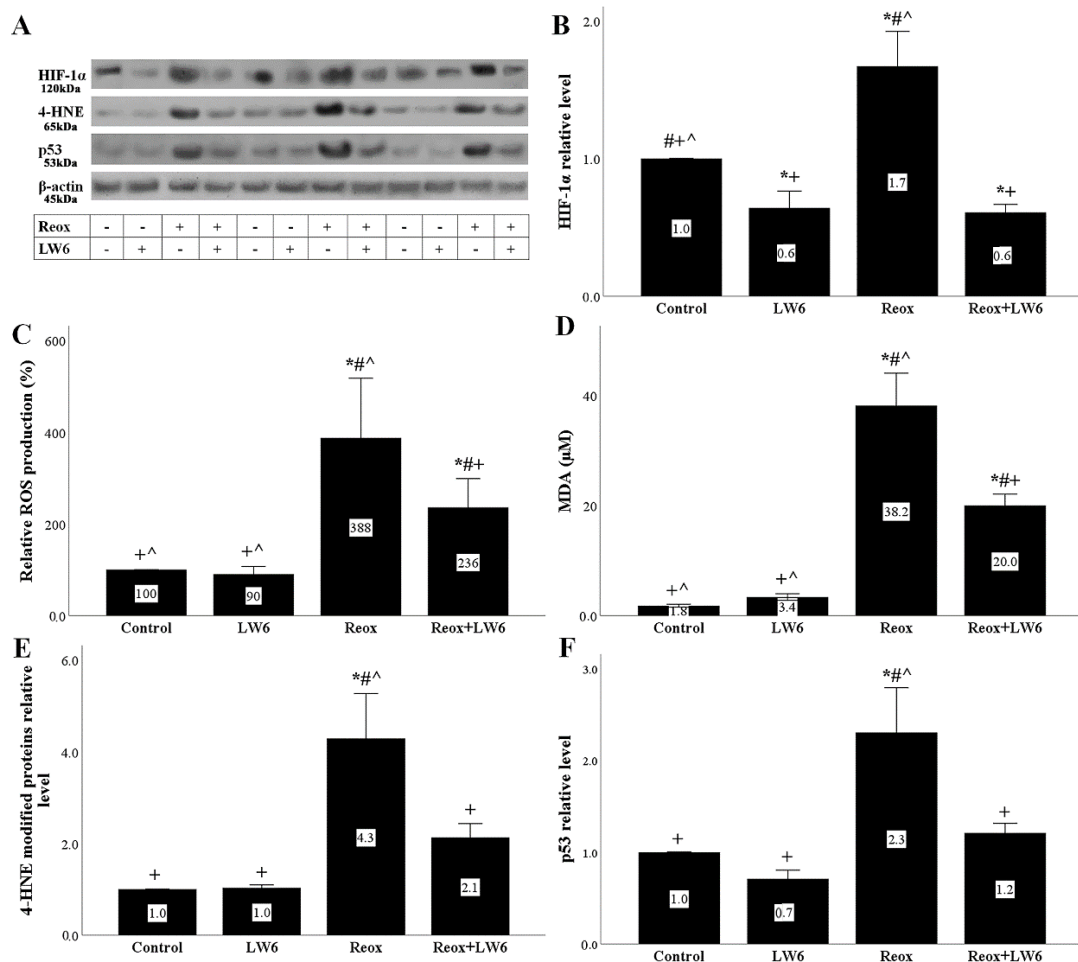 A
HIF-1α
120kDa
4-HNE
65kDa
p53
53kDa
β-actin
45kDa
Reox - - + + - - + + - - + +
LW6 - + - + - + - + - + - +
B
HIF-1α relative level
2.0
1.0
0.0
#+^
*+
*#^
*+
1.0
0.6
1.7
0.6
Control LW6 Reox Reox+LW6
C
Relative ROS production (%)
600
400
200
0.0
+^
+^
*#^
*#+
100
90
388
236
Control LW6 Reox Reox+LW6
D
MDA (μM)
40
20
0.0
+^
+^
*#^
*#+
1.8
3.4
38.2
20.0
Control LW6 Reox Reox+LW6
E
4-HNE modified proteins relative
level
6.0
4.0
2.0
0.0
+
+
*#^
+
1.0
1.0
4.3
2.1
Control LW6 Reox Reox+LW6
F
p53 relative level
3.0
2.0
1.0
0.0
+
+
*#^
+
1.0
0.7
2.3
1.2
Control LW6 Reox Reox+LW6